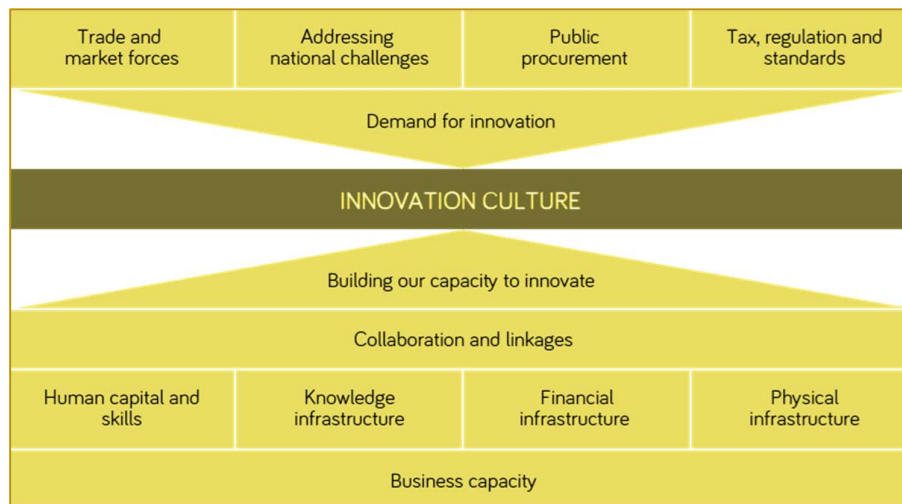 Trade and
market forces
Addressing
national challenges
Public
procurement
Tax, regulation and
standards
Demand for innovation
INNOVATION CULTURE
Building our capacity to innovate
Collaboration and linkages
Human capital and
skills
Knowledge
infrastructure
Financial
infrastructure
Physical
infrastructure
Business capacity